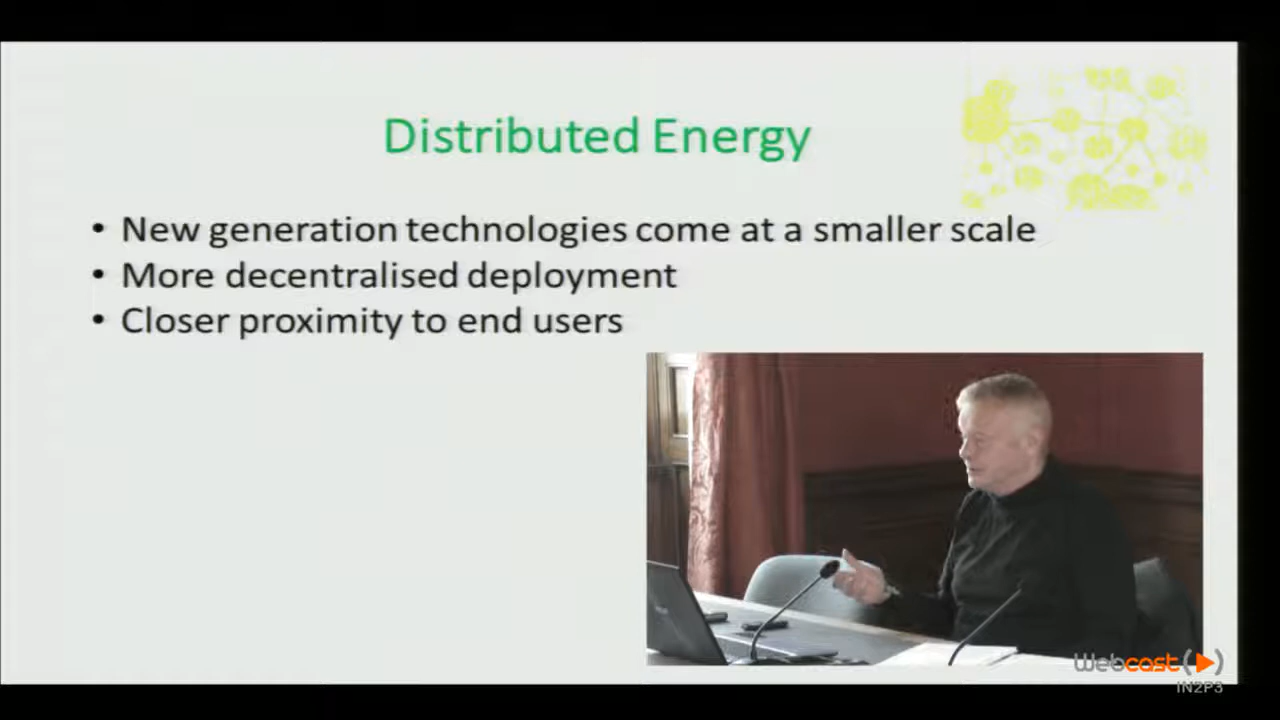 Distributed Energy
• New generation technologies come at a smaller scale
• More decentralised deployment
• Closer proximity to end users
Webcast
IN2P3